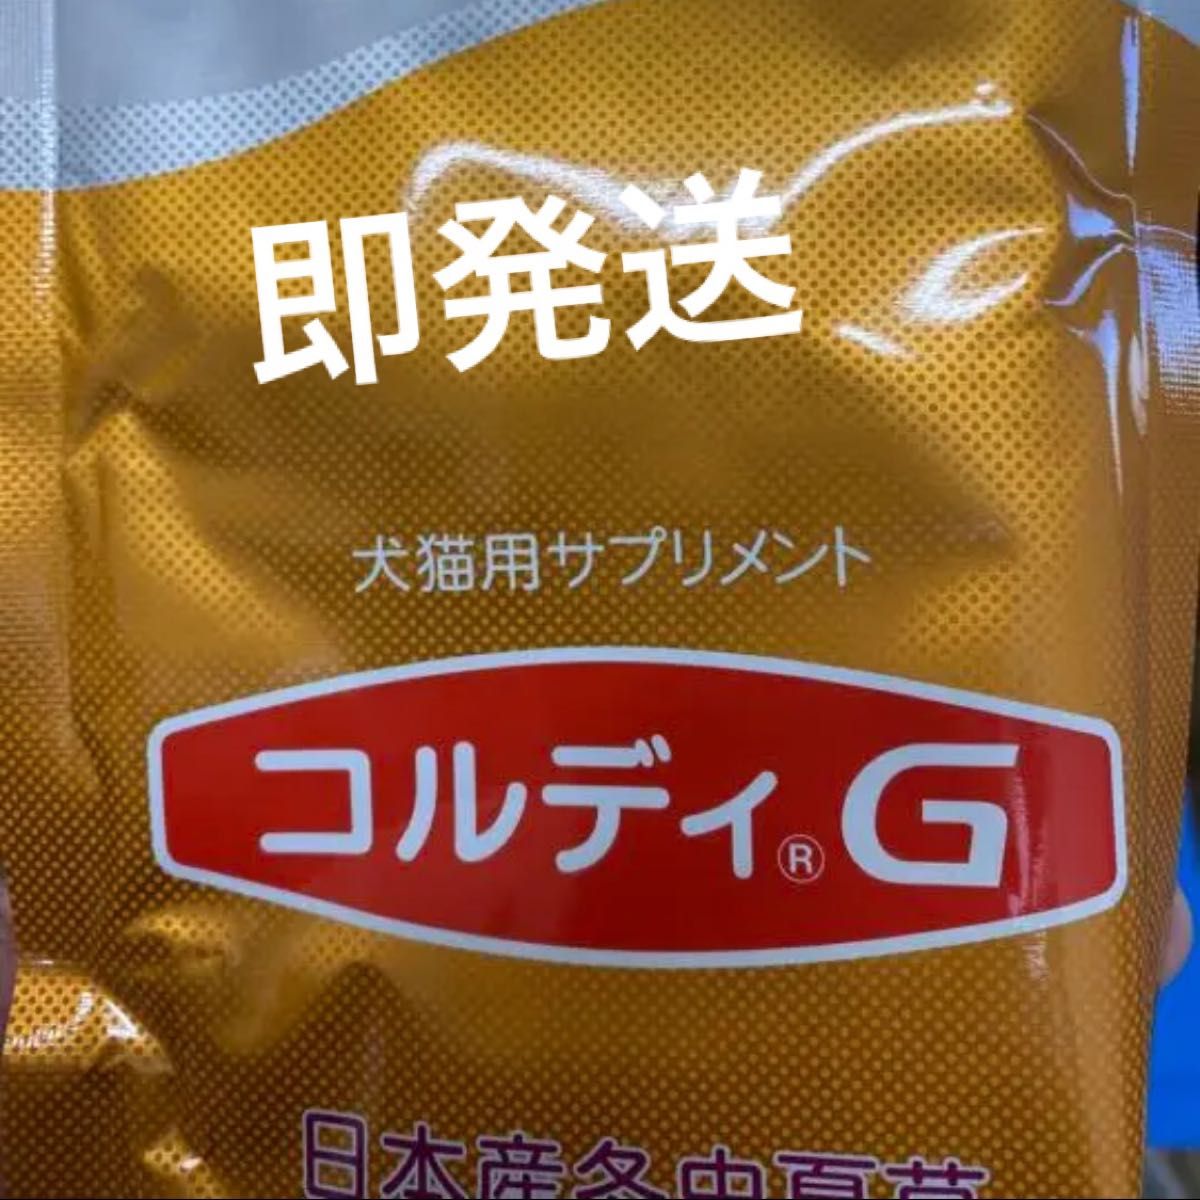 即発送
犬猫用サプリメント
コルディ®G
日本産冬虫夏草